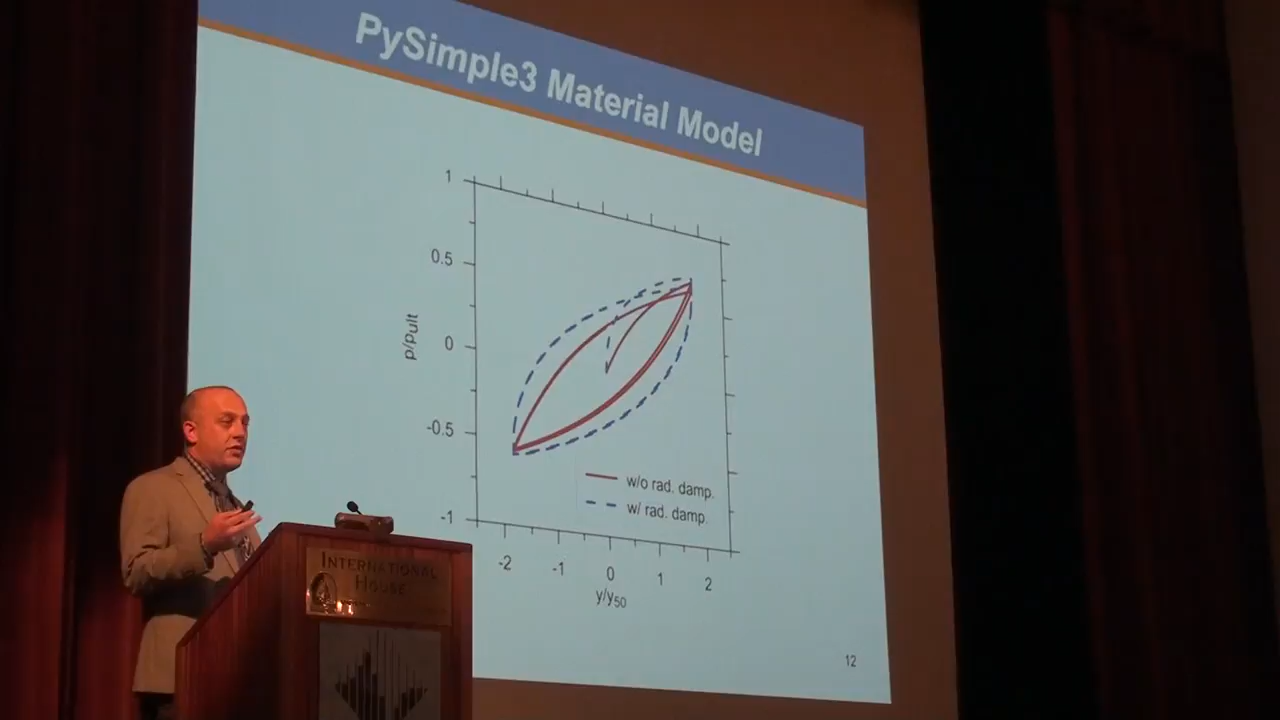 PySimple3 Material Model
1
0.5
0
-0.5
-1
p/pult
-2
-1
0
1
2
y/y50
w/o rad. damp.
w/ rad. damp.
12
INTERNATIONAL
HOUSE